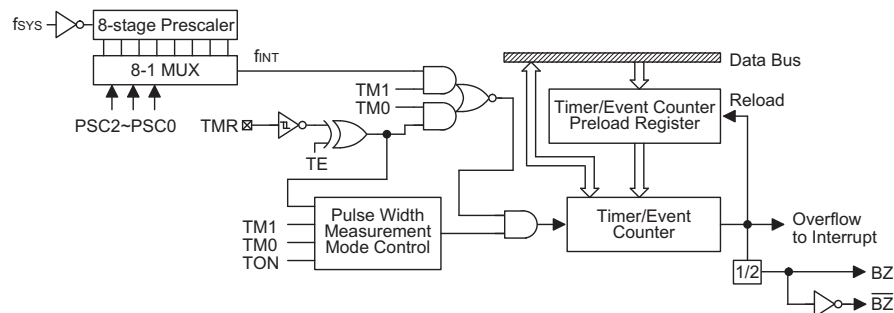 fSYS
8-stage Prescaler
8-1 MUX
fINT
PSC2~PSC0
TM1
TM0
TMR
TE
Data Bus
Timer/Event Counter
Preload Register
Reload
TM1
TM0
TON
Pulse Width
Measurement
Mode Control
Timer/Event
Counter
Overflow
to Interrupt
1/2
BZ
B̅Z̅